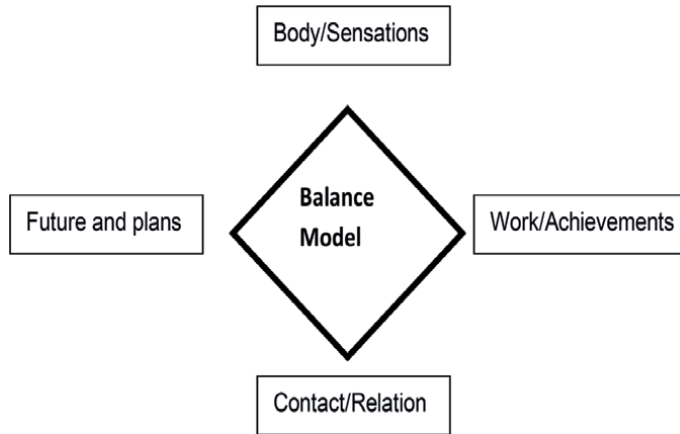 Body/Sensations
Balance
Model
Future and plans
Work/Achievements
Contact/Relation